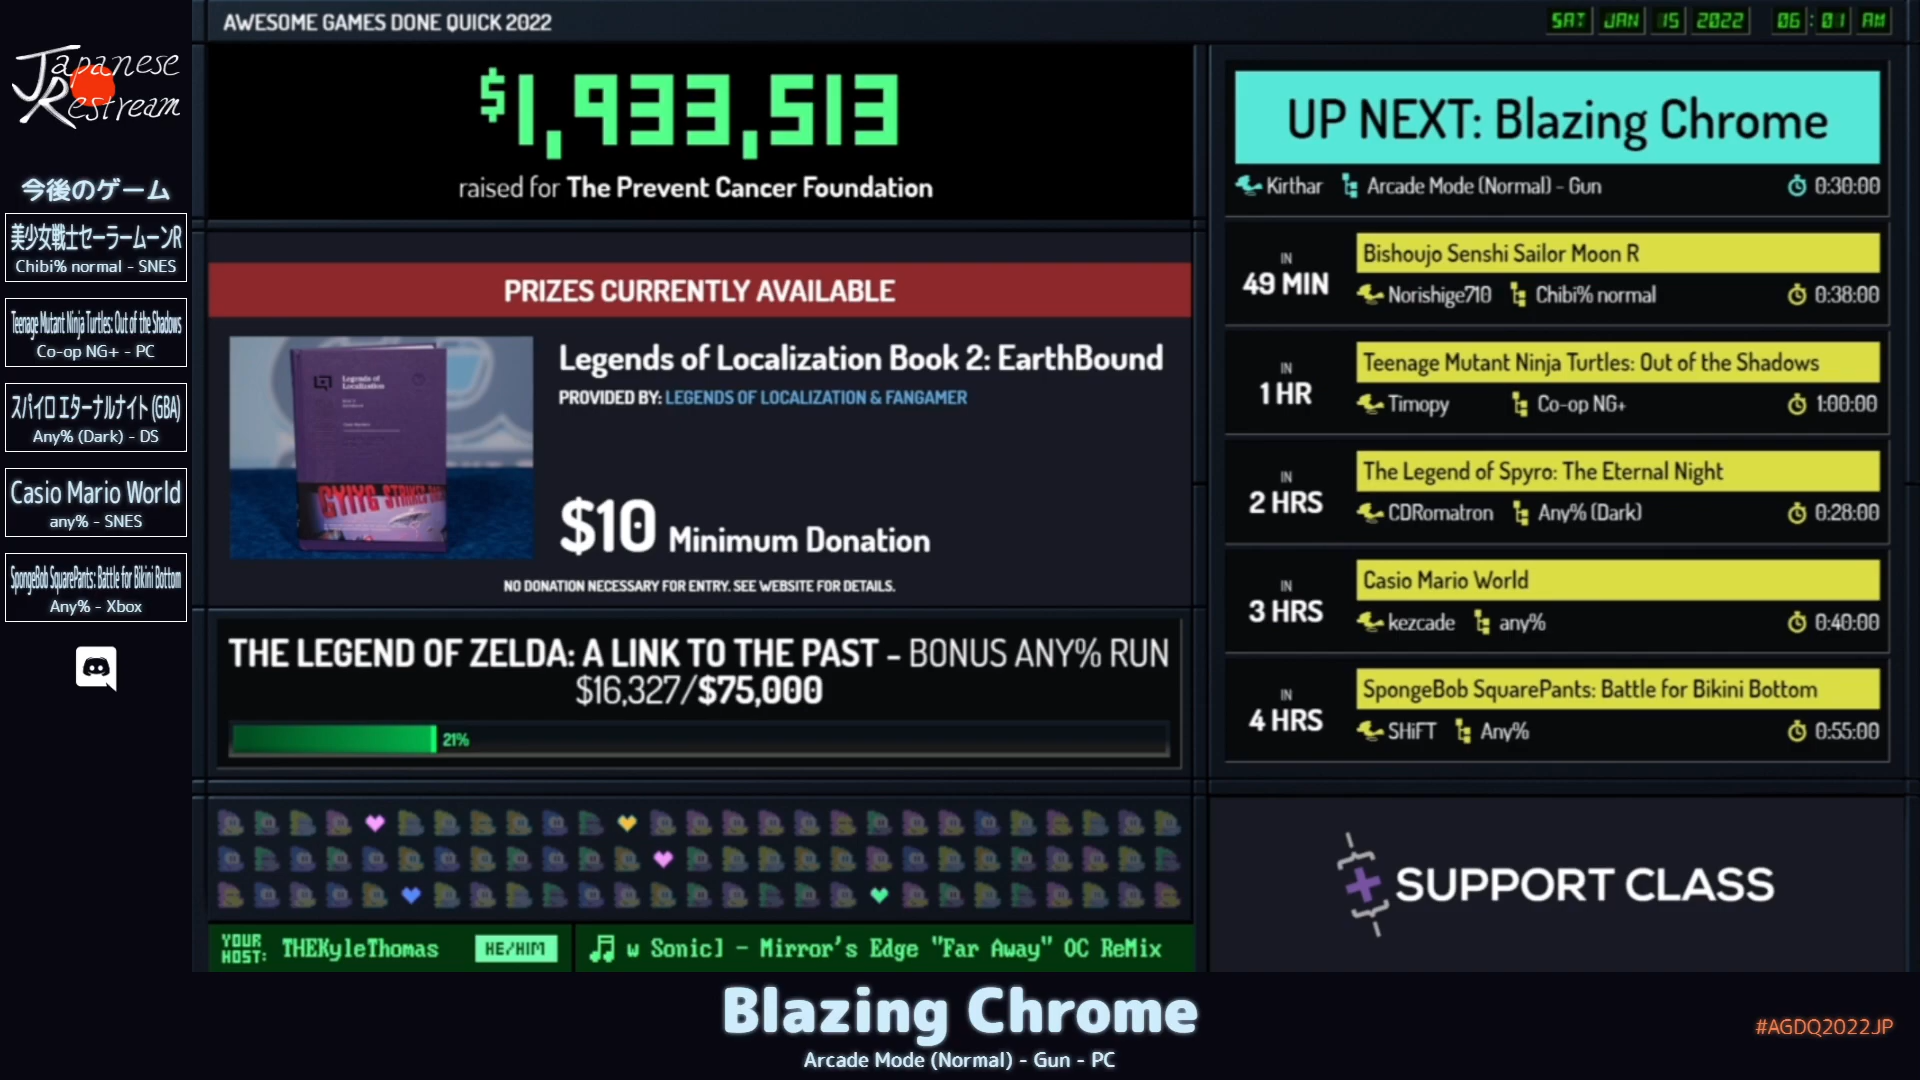 Japanese
Restream
今後のゲーム
美少女戦士セーラームーンR
Chibi% normal - SNES
Teenage Mutant Ninja Turtles: Out of the Shadows
Co-op NG+ - PC
スパイロ エターナルナイト (GBA)
Any% (Dark) - DS
Casio Mario World
any% - SNES
SpongeBob SquarePants: Battle for Bikini Bottom
Any% - Xbox
AWESOME GAMES DONE QUICK 2022
SAT JAN 15 2022 06:01 AM
$1,933,513
raised for The Prevent Cancer Foundation
PRIZES CURRENTLY AVAILABLE
Legends of
Localization
Legends of Localization Book 2: EarthBound
PROVIDED BY: LEGENDS OF LOCALIZATION & FANGAMER
$10 Minimum Donation
NO DONATION NECESSARY FOR ENTRY. SEE WEBSITE FOR DETAILS.
THE LEGEND OF ZELDA: A LINK TO THE PAST - BONUS ANY% RUN
$16,327/$75,000
21%
YOUR HOST: THEKyleThomas HE/HIM
w Sonic] - Mirror's Edge "Far Away" OC ReMix
UP NEXT: Blazing Chrome
Kirthar Arcade Mode (Normal) - Gun 0:30:00
IN 49 MIN
Bishoujo Senshi Sailor Moon R
Norishige710 Chibi% normal 0:38:00
IN 1 HR
Teenage Mutant Ninja Turtles: Out of the Shadows
Timopy Co-op NG+ 1:00:00
IN 2 HRS
The Legend of Spyro: The Eternal Night
CDRomatron Any% (Dark) 0:28:00
IN 3 HRS
Casio Mario World
kezcade any% 0:40:00
IN 4 HRS
SpongeBob SquarePants: Battle for Bikini Bottom
SHiFT Any% 0:55:00
SUPPORT CLASS
Blazing Chrome
Arcade Mode (Normal) - Gun - PC
#AGDQ2022JP